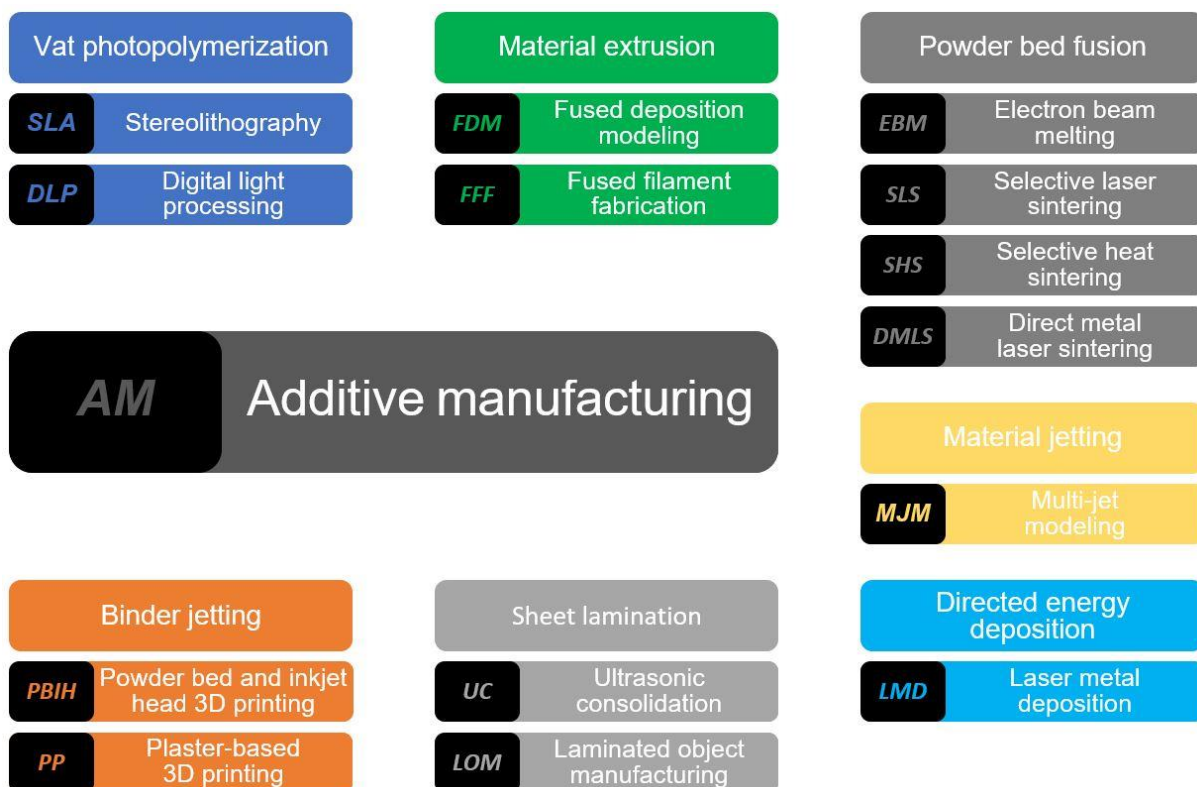 Vat photopolymerization
SLA
Stereolithography
DLP
Digital light
processing
Material extrusion
FDM
Fused deposition
modeling
FFF
Fused filament
fabrication
Powder bed fusion
EBM
Electron beam
melting
SLS
Selective laser
sintering
SHS
Selective heat
sintering
DMLS
Direct metal
laser sintering
AM
Additive manufacturing
Material jetting
MJM
Multi-jet
modeling
Binder jetting
PBIH
Powder bed and inkjet
head 3D printing
PP
Plaster-based
3D printing
Sheet lamination
UC
Ultrasonic
consolidation
LOM
Laminated object
manufacturing
Directed energy
deposition
LMD
Laser metal
deposition